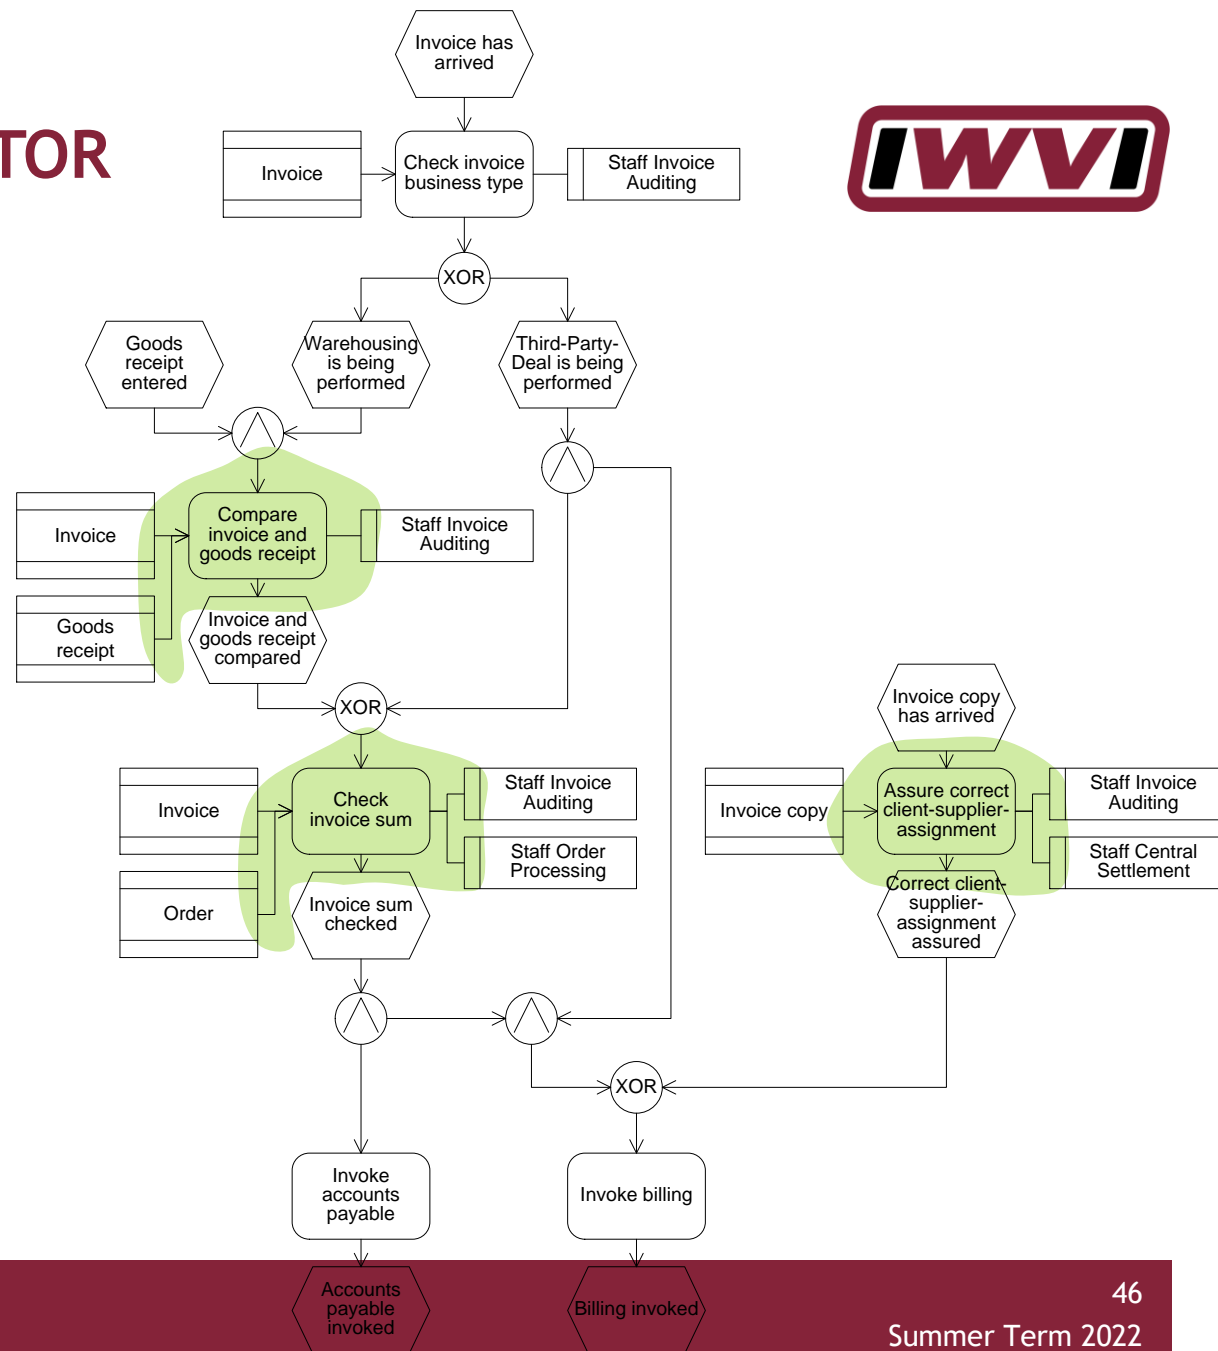 Invoice has
arrived
TOR
IWVI
Invoice
Check invoice
business type
Staff Invoice
Auditing
XOR
Goods
receipt
entered
Warehousing
is being
performed
Third-Party-
Deal is being
performed
Invoice
Compare
invoice and
goods receipt
Staff Invoice
Auditing
Goods
receipt
Invoice and
goods receipt
compared
XOR
Invoice copy
has arrived
Invoice
Check
invoice sum
Staff Invoice
Auditing
Staff Order
Processing
Order
Invoice sum
checked
Invoice copy
Assure correct
client-supplier-
assignment
Staff Invoice
Auditing
Staff Central
Settlement
Correct client-
supplier-
assignment
assured
XOR
Invoke
accounts
payable
Invoke billing
Accounts
payable
invoked
Billing invoked
46
Summer Term 2022